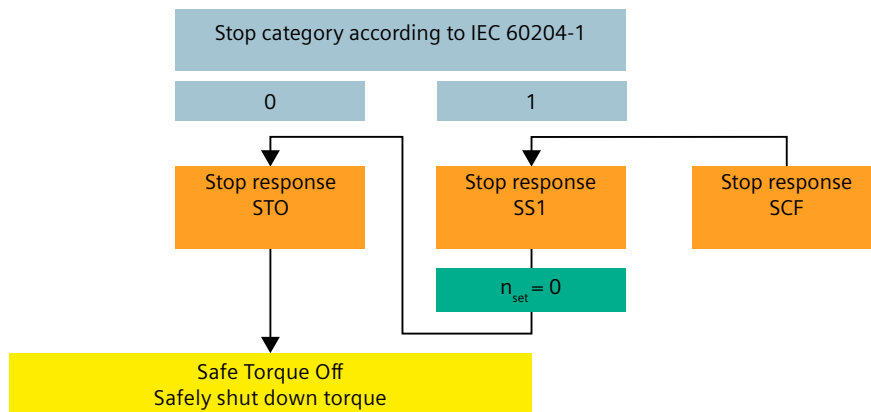 Stop category according to IEC 60204-1
0
1
Stop response
STO
Stop response
SS1
Stop response
SCF
nset = 0
Safe Torque Off
Safely shut down torque